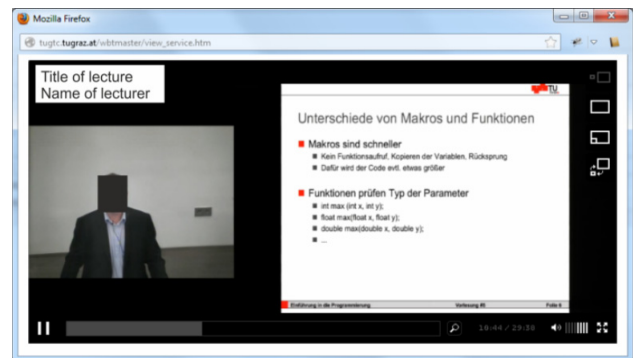 Mozilla Firefox
tugtc.tugraz.at/wbtmaster/view_service.htm
Title of lecture
Name of lecturer
TU
Unterschiede von Makros und Funktionen
Makros sind schneller
Kein Funktionsaufruf, Kopieren der Variablen, Rücksprung
Dafür wird der Code evtl. etwas größer
Funktionen prüfen Typ der Parameter
int max (int x, int y);
float max(float x, float y);
double max(double x, double y);
...
Einführung in die Programmierung Vorlesung #5 Folie 6
18:44 / 29:38